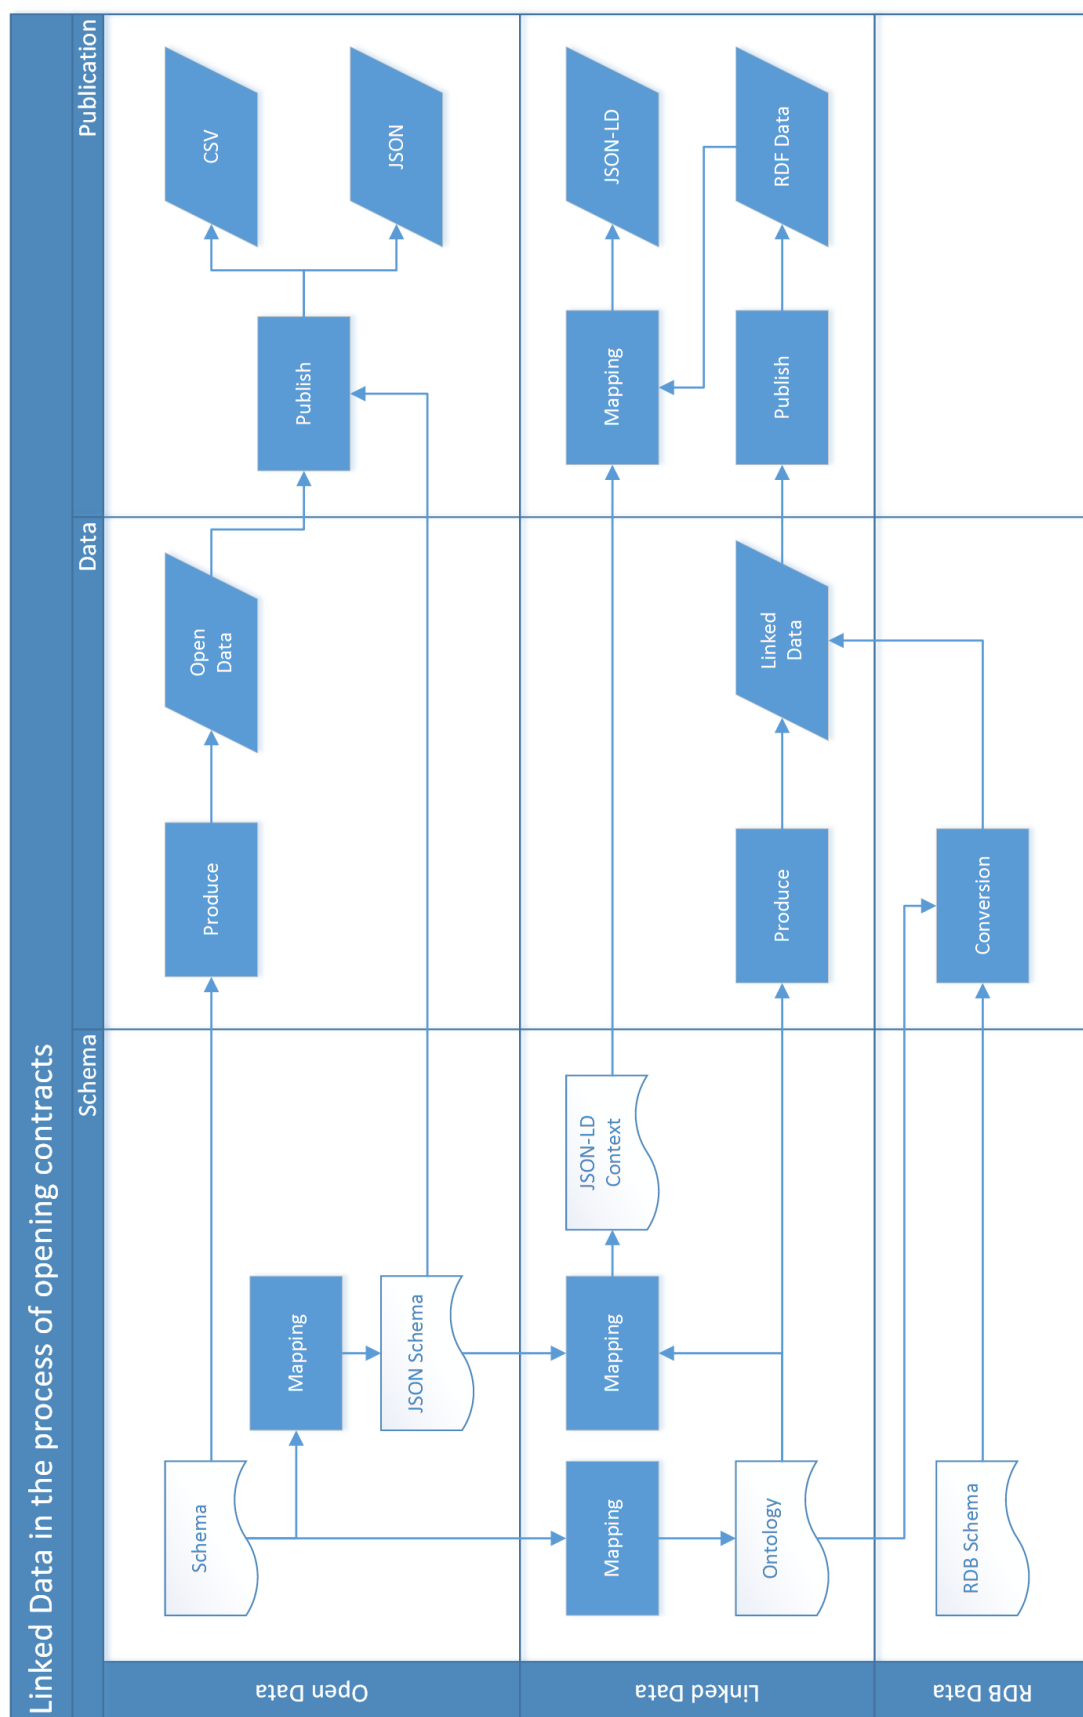 Linked Data in the process of opening contracts
Schema
Data
Publication
Open Data
Schema
Mapping
JSON Schema
Produce
Open
Data
Publish
CSV
JSON
Linked Data
Mapping
Ontology
Mapping
JSON-LD
Context
Produce
Linked
Data
Mapping
Publish
JSON-LD
RDF Data
RDB Data
RDB Schema
Conversion